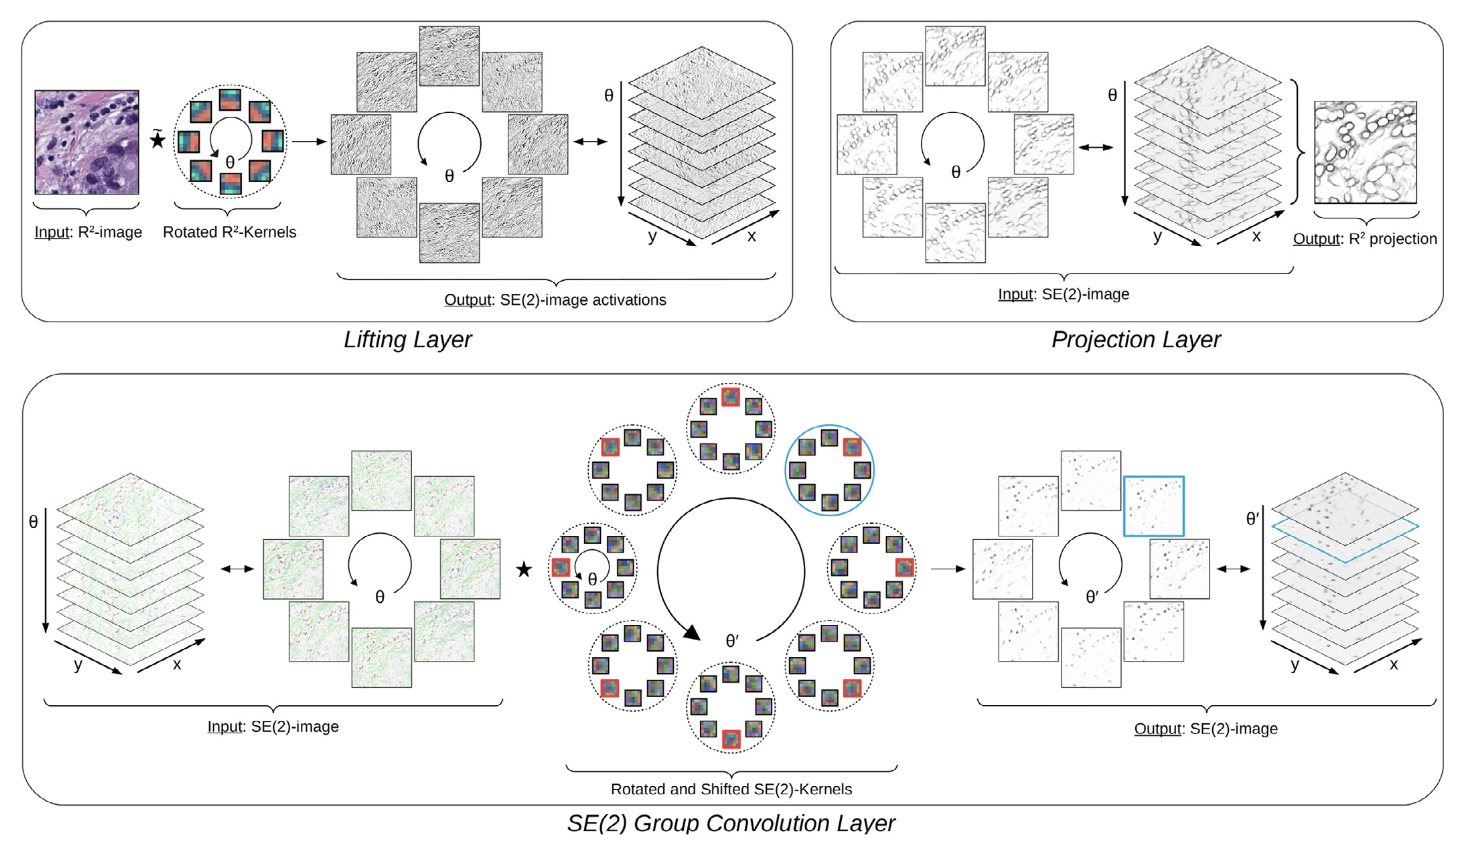 θ
θ
θ
y
x
Input: R²-image
Rotated R²-Kernels
Output: SE(2)-image activations
Lifting Layer
θ
θ
y
x
Input: SE(2)-image
Output: R² projection
Projection Layer
θ
y
x
θ
Input: SE(2)-image
θ
θ′
Rotated and Shifted SE(2)-Kernels
θ′
θ′
y
x
Output: SE(2)-image
SE(2) Group Convolution Layer